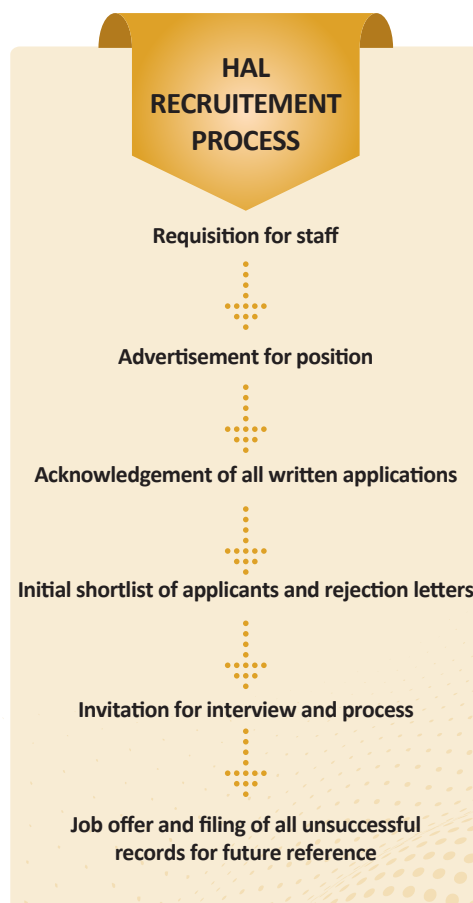 HAL
RECRUITEMENT
PROCESS
Requisition for staff
Advertisement for position
Acknowledgement of all written applications
Initial shortlist of applicants and rejection letters
Invitation for interview and process
Job offer and filing of all unsuccessful
records for future reference